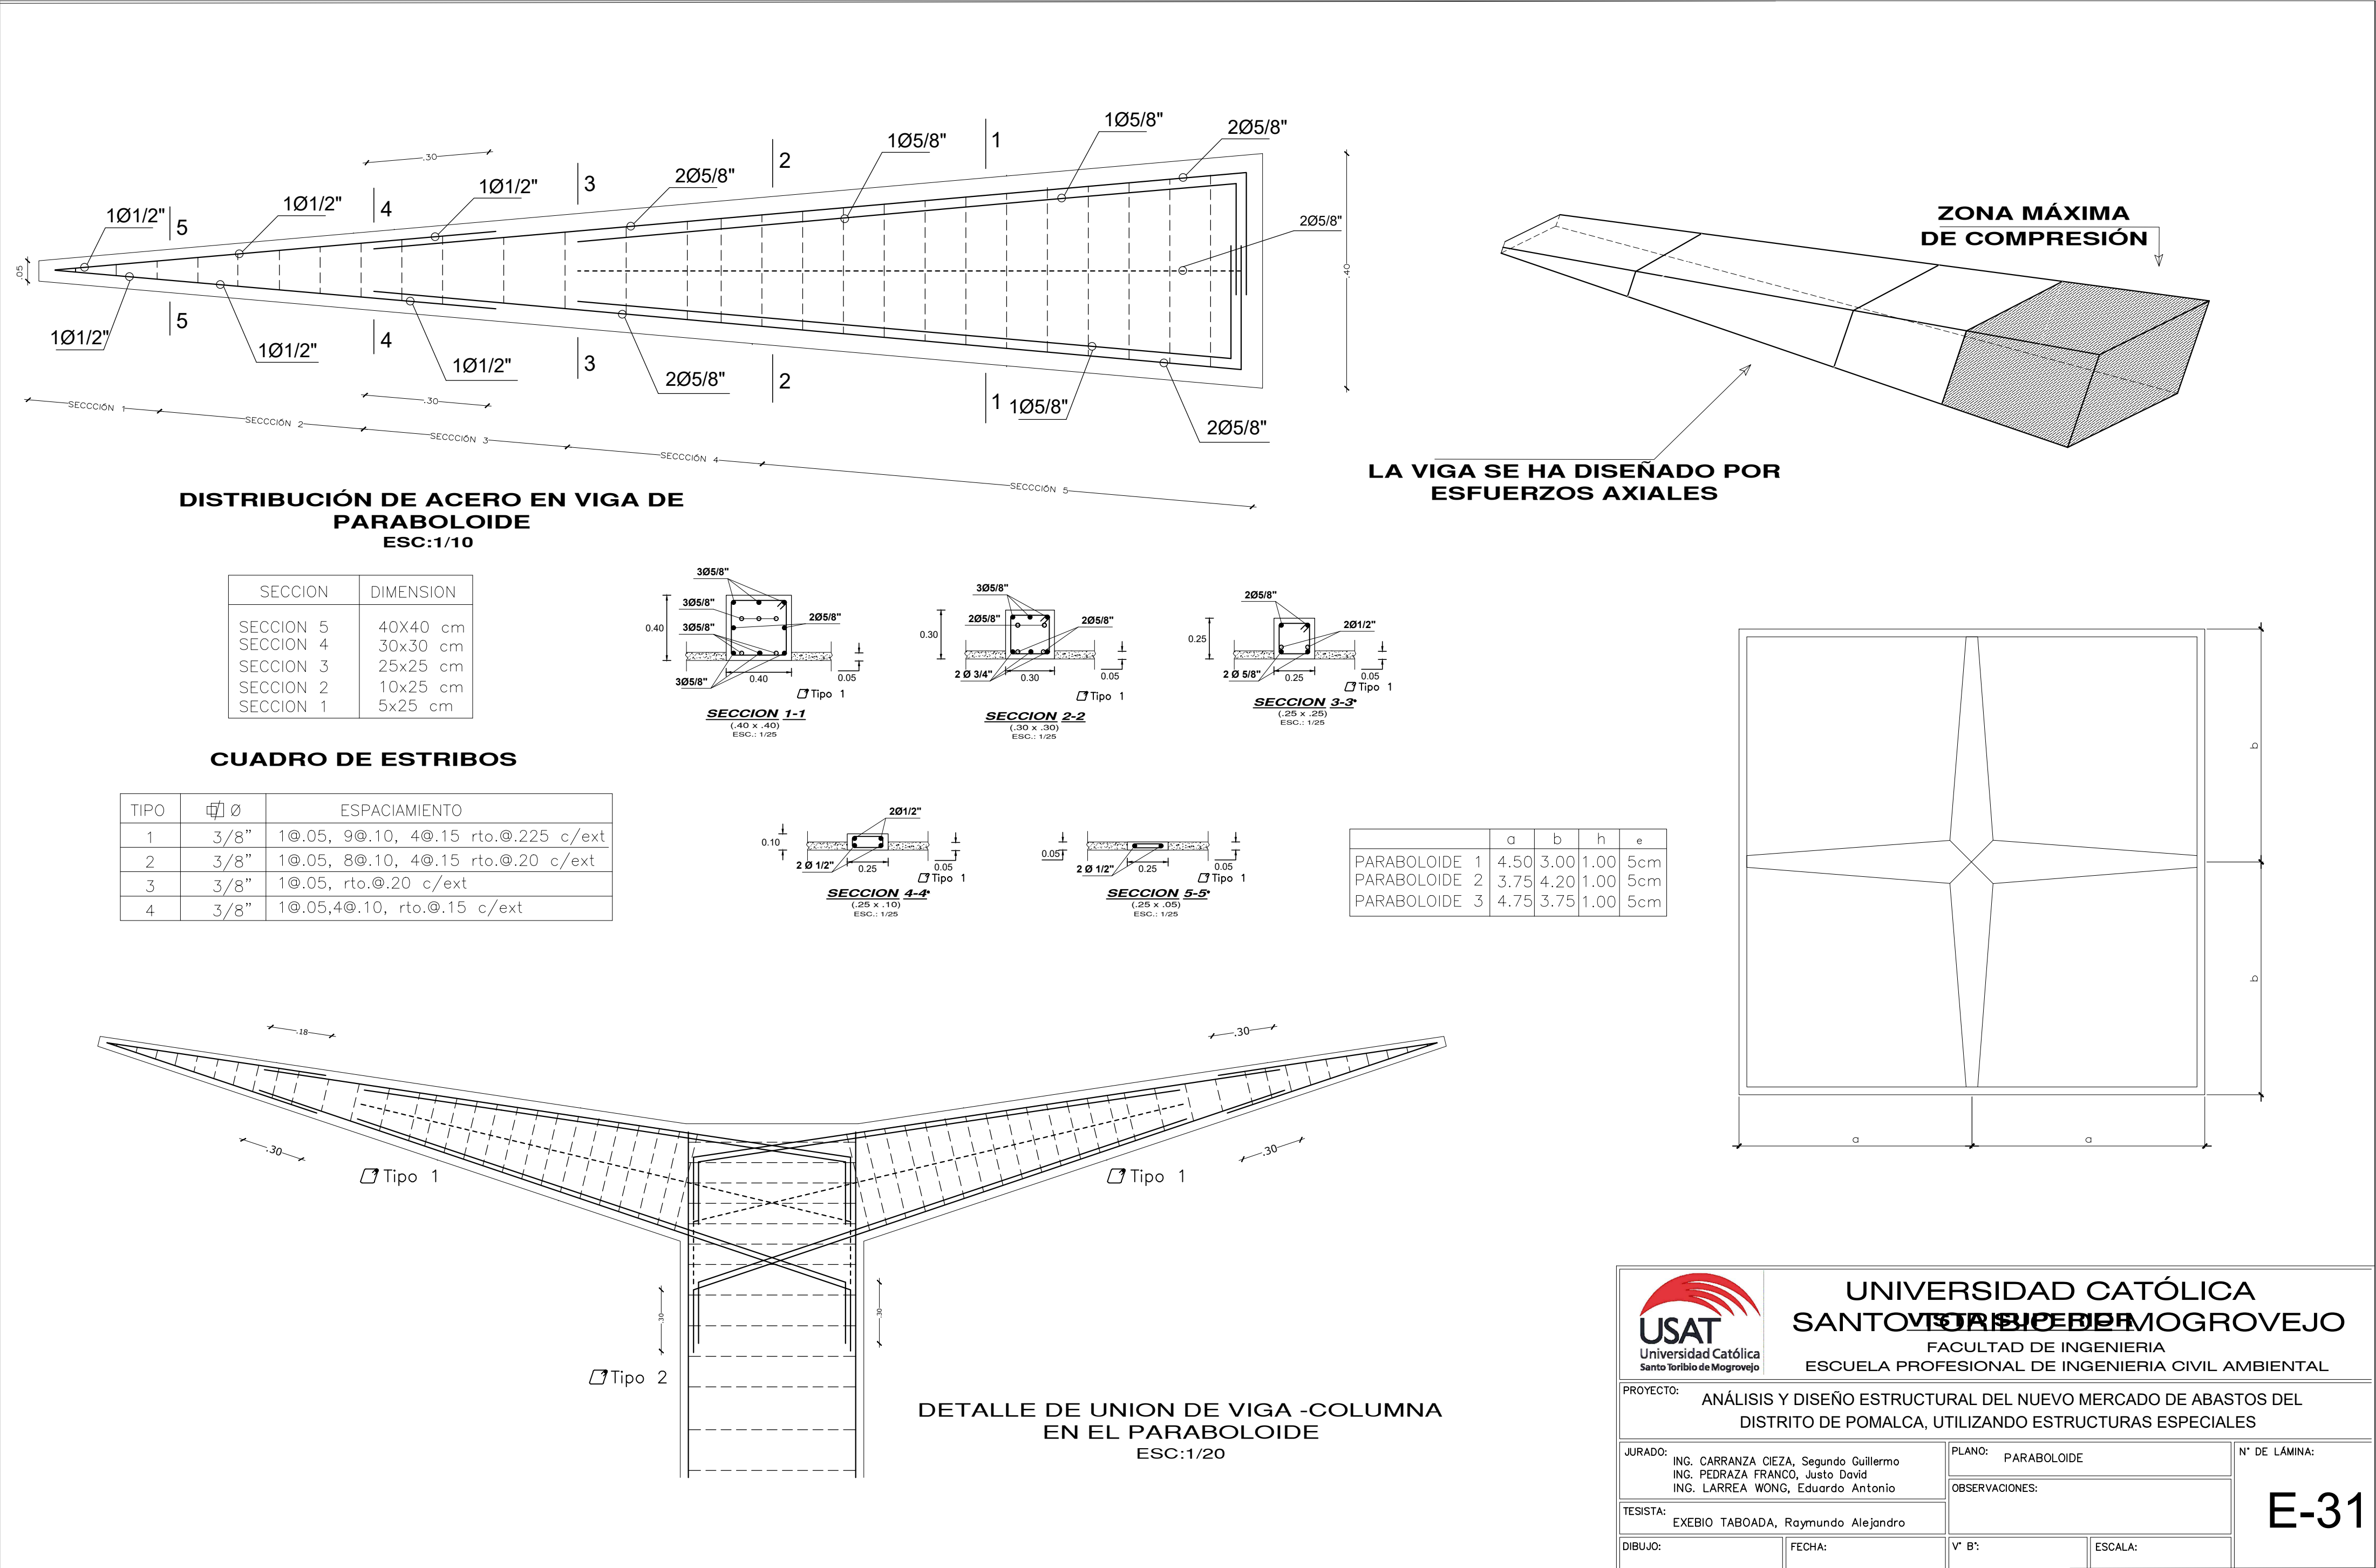 1Ø5/8"
2Ø5/8"
1Ø5/8"
1
2
.30
2Ø5/8"
3
1Ø1/2"
1Ø1/2"
4
1Ø1/2"
5
2Ø5/8"
.05
.40
5
4
3
2
1
1Ø1/2"
1Ø1/2"
1Ø1/2"
2Ø5/8"
1Ø5/8"
2Ø5/8"
.30
SECCCIÓN 1
SECCCIÓN 2
SECCCIÓN 3
SECCCIÓN 4
SECCCIÓN 5
DISTRIBUCIÓN DE ACERO EN VIGA DE
PARABOLOIDE
ESC:1/10
ZONA MÁXIMA
DE COMPRESIÓN
LA VIGA SE HA DISEÑADO POR
ESFUERZOS AXIALES
SECCION DIMENSION
SECCION 5 40X40 cm
SECCION 4 30x30 cm
SECCION 3 25x25 cm
SECCION 2 10x25 cm
SECCION 1 5x25 cm
3Ø5/8"
3Ø5/8"
2Ø5/8"
0.40
3Ø5/8"
3Ø5/8"
0.40
0.05
Tipo 1
SECCION 1-1
(.40 x .40)
ESC.: 1/25
3Ø5/8"
2Ø5/8"
2Ø5/8"
0.30
2 Ø 3/4"
0.30
0.05
Tipo 1
SECCION 2-2
(.30 x .30)
ESC.: 1/25
2Ø5/8"
2Ø1/2"
0.25
2 Ø 5/8"
0.25
0.05
Tipo 1
SECCION 3-3
(.25 x .25)
ESC.: 1/25
CUADRO DE ESTRIBOS
TIPO Ø ESPACIAMIENTO
1 3/8" 1@.05, 9@.10, 4@.15 rto.@.225 c/ext
2 3/8" 1@.05, 8@.10, 4@.15 rto.@.20 c/ext
3 3/8" 1@.05, rto.@.20 c/ext
4 3/8" 1@.05,4@.10, rto.@.15 c/ext
2Ø1/2"
0.10
2 Ø 1/2"
0.25
0.05
Tipo 1
SECCION 4-4
(.25 x .10)
ESC.: 1/25
0.05
2 Ø 1/2"
0.25
0.05
Tipo 1
SECCION 5-5
(.25 x .05)
ESC.: 1/25
a b h e
PARABOLOIDE 1 4.50 3.00 1.00 5cm
PARABOLOIDE 2 3.75 4.20 1.00 5cm
PARABOLOIDE 3 4.75 3.75 1.00 5cm
b
b
a
a
.18
.30
.30
.30
Tipo 1
Tipo 1
.30
.30
Tipo 2
DETALLE DE UNION DE VIGA -COLUMNA
EN EL PARABOLOIDE
ESC:1/20
USAT
Universidad Católica
Santo Toribio de Mogrovejo
UNIVERSIDAD CATÓLICA
SANTO TORIBIO DE MOGROVEJO
VISTA SUPERIOR
FACULTAD DE INGENIERIA
ESCUELA PROFESIONAL DE INGENIERIA CIVIL AMBIENTAL
PROYECTO:
ANÁLISIS Y DISEÑO ESTRUCTURAL DEL NUEVO MERCADO DE ABASTOS DEL
DISTRITO DE POMALCA, UTILIZANDO ESTRUCTURAS ESPECIALES
JURADO:
ING. CARRANZA CIEZA, Segundo Guillermo
ING. PEDRAZA FRANCO, Justo David
ING. LARREA WONG, Eduardo Antonio
PLANO:
PARABOLOIDE
N° DE LÁMINA:
OBSERVACIONES:
E-31
TESISTA:
EXEBIO TABOADA, Raymundo Alejandro
DIBUJO:
FECHA:
V° B°:
ESCALA: